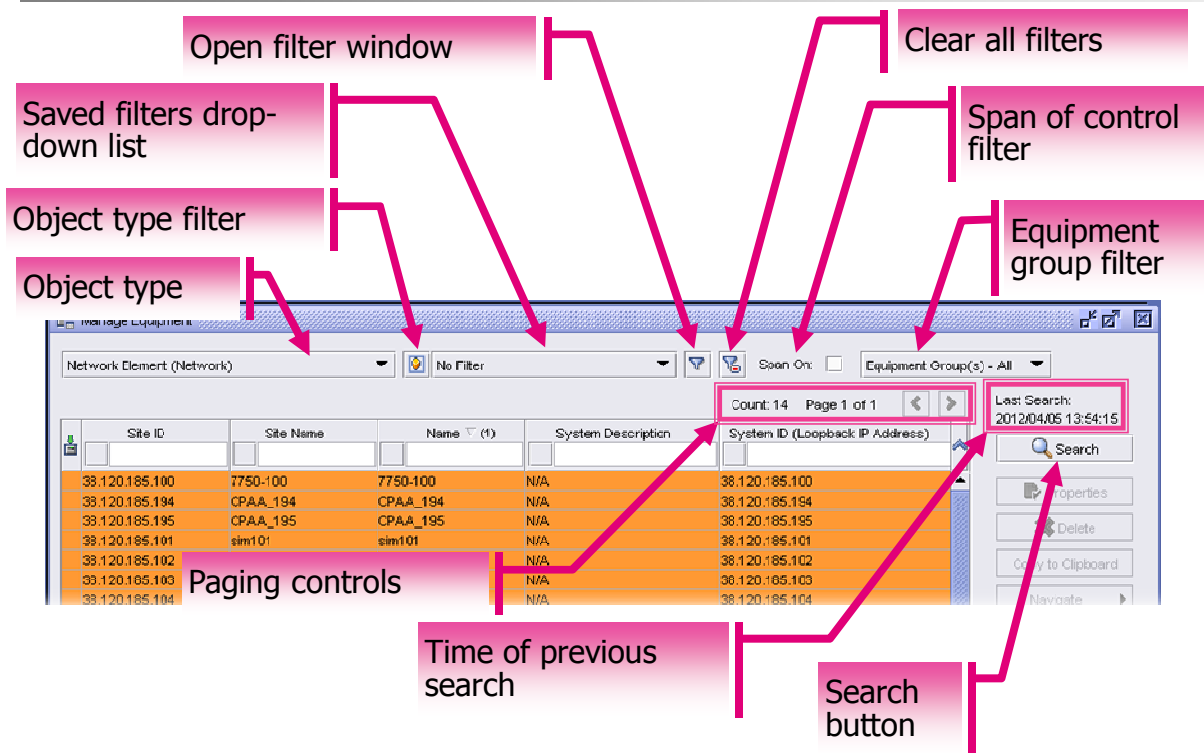 Open filter window
Clear all filters
Saved filters drop-
down list
Span of control
filter
Object type filter
Equipment
group filter
Object type
Manage Equipment
Network Element (Network)
No Filter
Span On:
Equipment Group(s) - All
Count: 14 Page 1 of 1
Last Search:
2012/04/05 13:54:15
Search
Site ID Site Name Name (1) System Description System ID (Loopback IP Address)
38.120.185.100 7750-100 7750-100 N/A 38.120.185.100
38.120.185.194 CPAA_194 CPAA_194 N/A 38.120.185.194
38.120.185.195 CPAA_195 CPAA_195 N/A 38.120.185.195
38.120.185.101 sim101 sim101 N/A 38.120.185.101
38.120.185.102 N/A 38.120.185.102
38.120.185.103 N/A 38.120.185.103
38.120.185.104 N/A 38.120.185.104
Properties
Delete
Copy to Clipboard
Navigate
Paging controls
Time of previous
search
Search
button